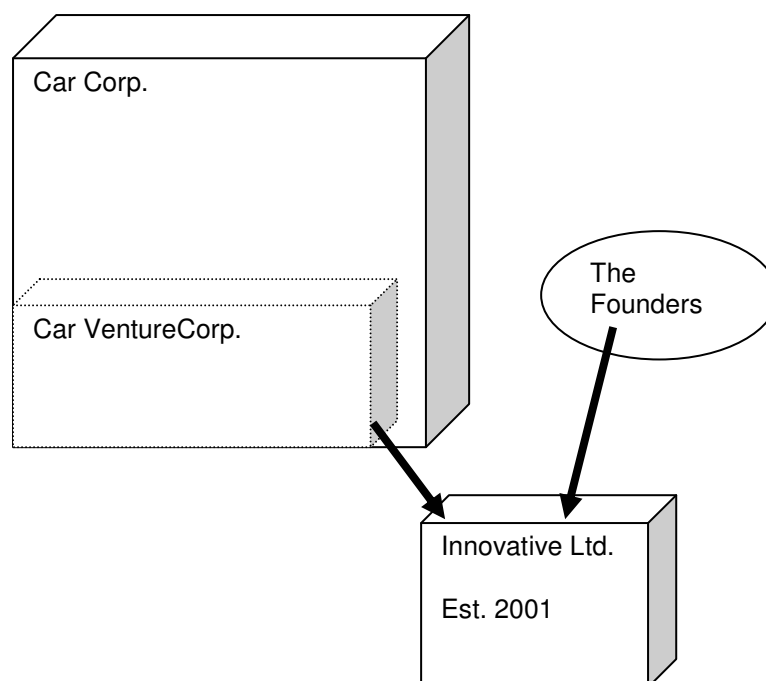 Car Corp.
Car VentureCorp.
The
Founders
Innovative Ltd.
Est. 2001